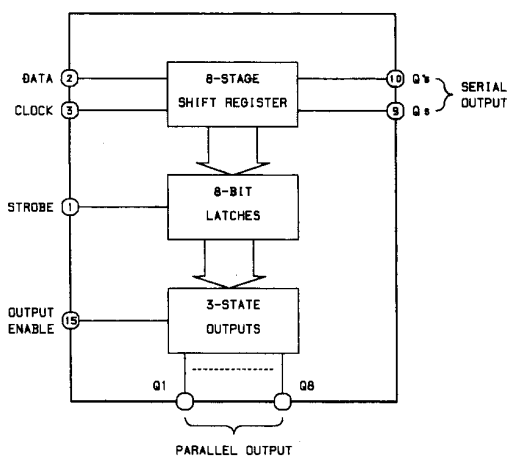 DATA 2
8-STAGE
SHIFT REGISTER
10 Q's
CLOCK 3
9 Qs
SERIAL
OUTPUT
STROBE 1
8-BIT
LATCHES
OUTPUT
ENABLE 15
3-STATE
OUTPUTS
Q1
Q8
PARALLEL OUTPUT